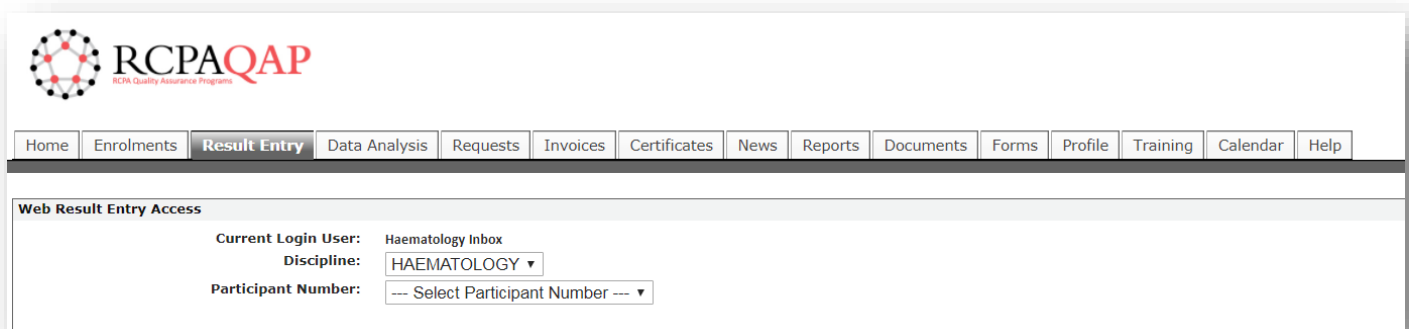 RCPAQAP
RCPA Quality Assurance Programs
Home Enrolments Result Entry Data Analysis Requests Invoices Certificates News Reports Documents Forms Profile Training Calendar Help
Web Result Entry Access
Current Login User: Haematology Inbox
Discipline: HAEMATOLOGY
Participant Number: --- Select Participant Number ---